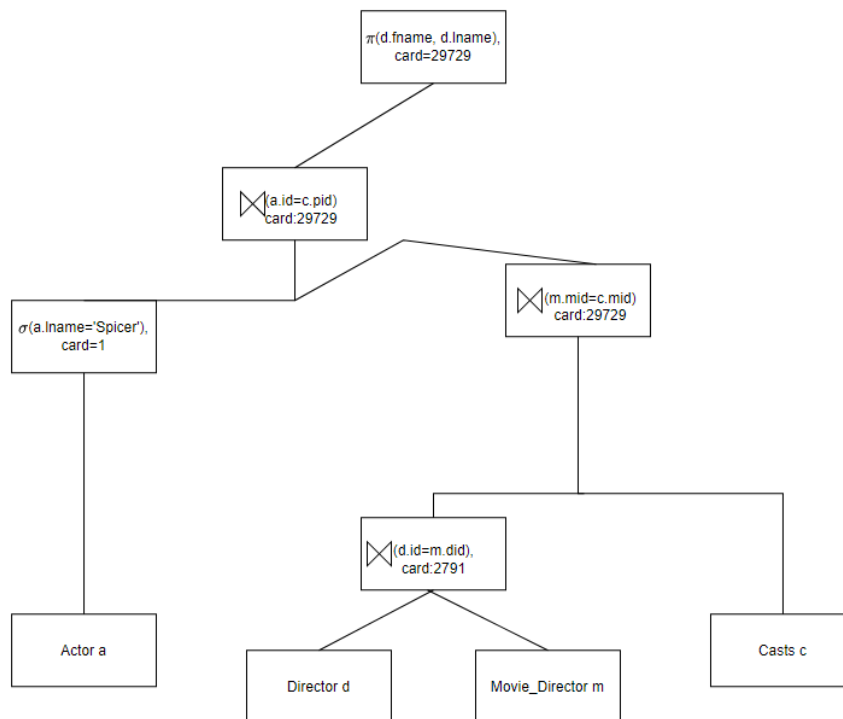 π(d.fname, d.lname),
card=29729
⋈(a.id=c.pid)
card:29729
⋈(m.mid=c.mid)
card:29729
σ(a.lname='Spicer'),
card=1
⋈(d.id=m.did),
card:2791
Actor a
Director d
Movie_Director m
Casts c